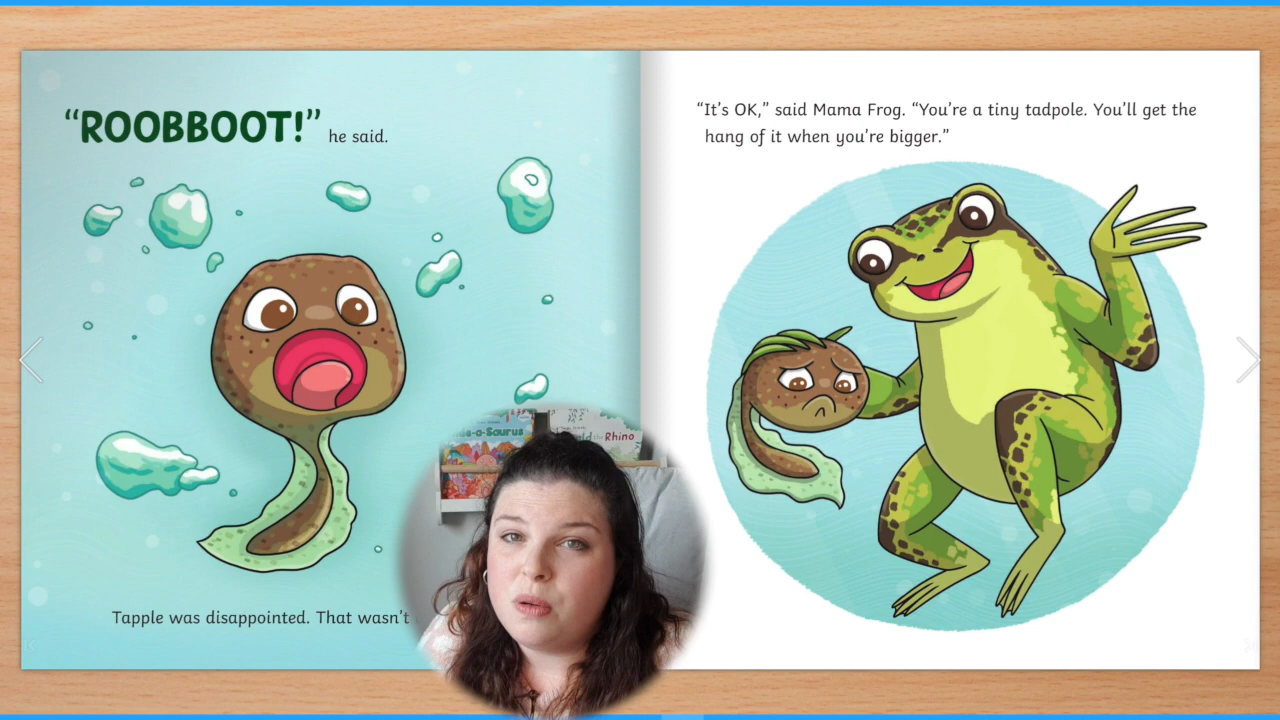 “ROOBBOOT!” he said.
Tapple was disappointed. That wasn’t
“It’s OK,” said Mama Frog. “You’re a tiny tadpole. You’ll get the
hang of it when you’re bigger.”
Rhino